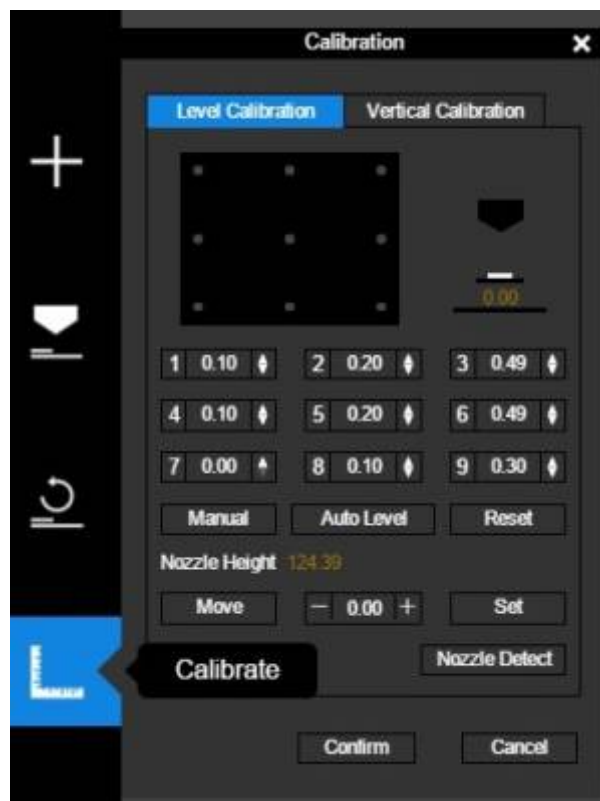 Calibration
Level Calibration Vertical Calibration
0.00
1 0.10 2 0.20 3 0.49
4 0.10 5 0.20 6 0.49
7 0.00 8 0.10 9 0.30
Manual Auto Level Reset
Nozzle Height 124.39
Move − 0.00 + Set
Calibrate Nozzle Detect
Confirm Cancel